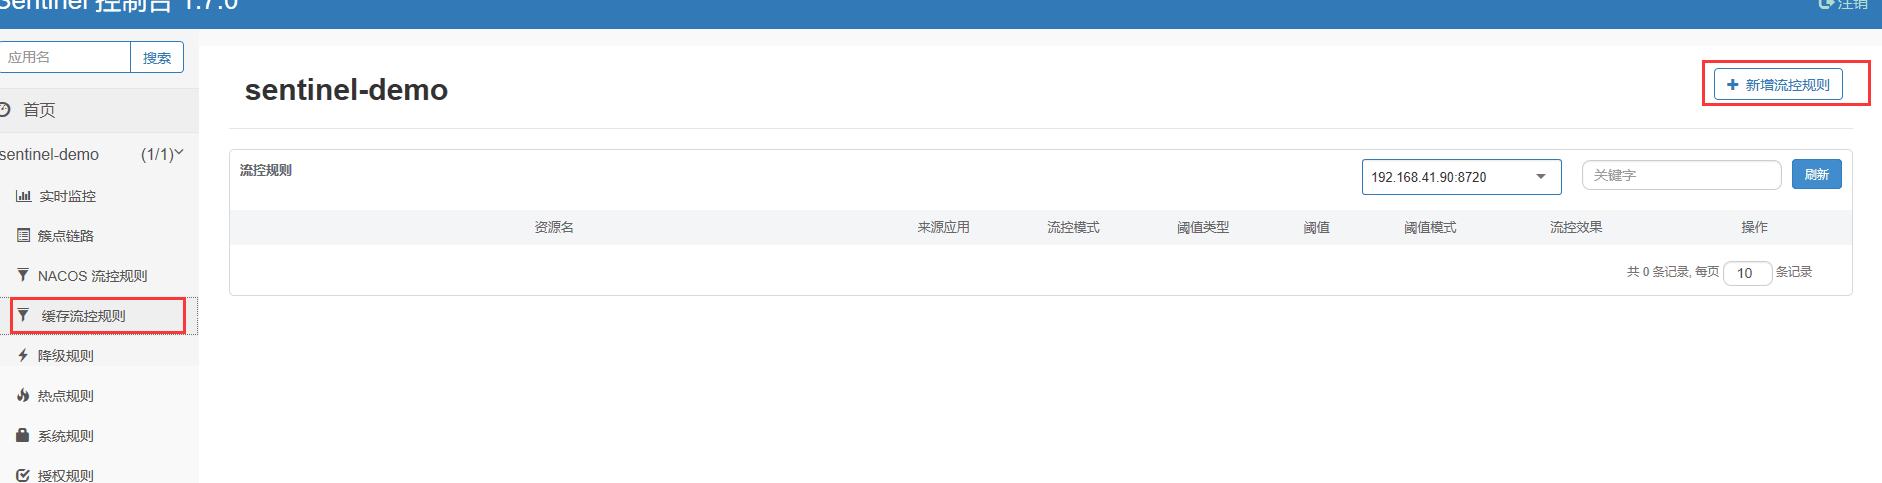 Sentinel 控制台 1.7.0
注销
应用名
搜索
首页
sentinel-demo (1/1)
实时监控
簇点链路
NACOS 流控规则
缓存流控规则
降级规则
热点规则
系统规则
授权规则
sentinel-demo
新增流控规则
流控规则
192.168.41.90:8720
关键字
刷新
资源名 来源应用 流控模式 阈值类型 阈值 阈值模式 流控效果 操作
共 0 条记录, 每页 10 条记录